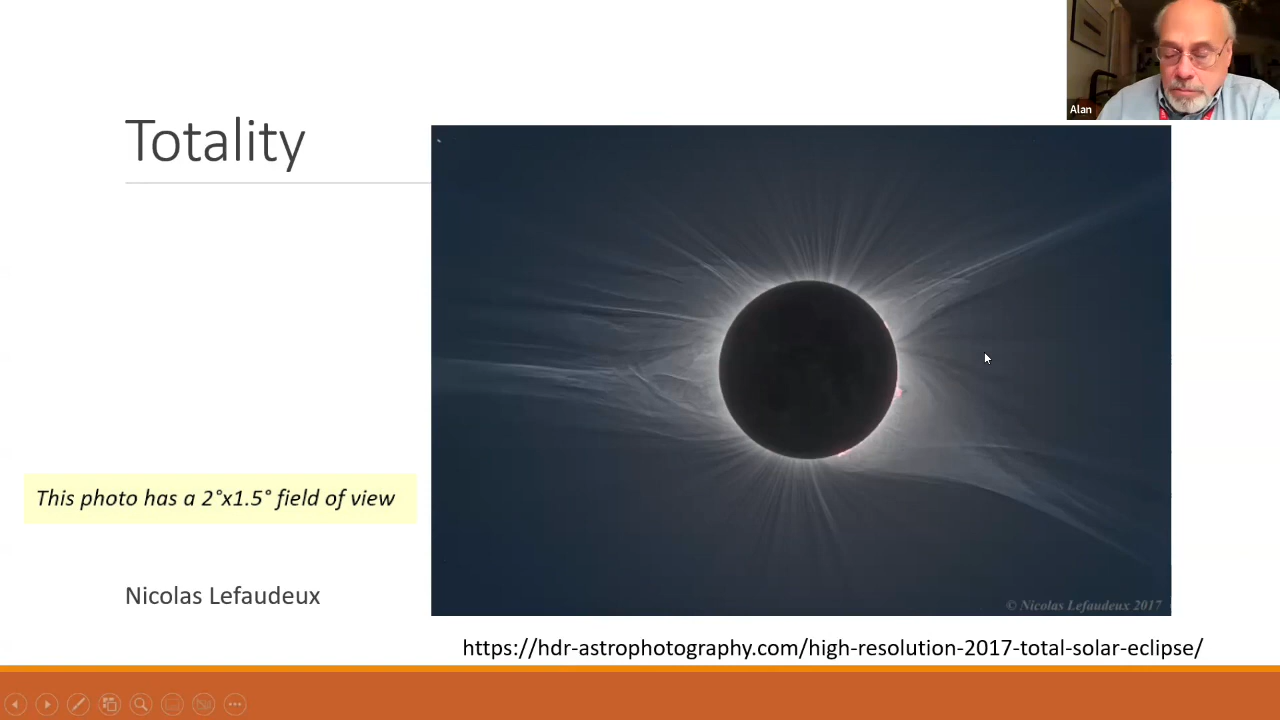 Alan
Totality
This photo has a 2°x1.5° field of view
Nicolas Lefaudeux
© Nicolas Lefaudeux 2017
https://hdr-astrophotography.com/high-resolution-2017-total-solar-eclipse/